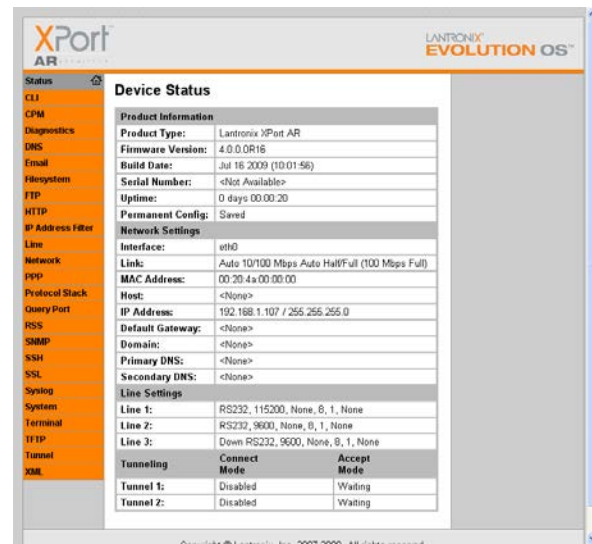 XPort
AR
LANTRONIX
EVOLUTION OS™
Status
CLI
CPM
Diagnostics
DNS
Email
Filesystem
FTP
HTTP
IP Address Filter
Line
Network
PPP
Protocol Stack
Query Port
RSS
SNMP
SSH
SSL
Syslog
System
Terminal
TFTP
Tunnel
XML
Device Status
Product Information
Product Type: Lantronix XPort AR
Firmware Version: 4.0.0.0R16
Build Date: Jul 16 2009 (10:01:56)
Serial Number: <Not Available>
Uptime: 0 days 00:00:20
Permanent Config: Saved
Network Settings
Interface: eth0
Link: Auto 10/100 Mbps Auto Half/Full (100 Mbps Full)
MAC Address: 00:20:4a:00:00:00
Host: <None>
IP Address: 192.168.1.107 / 255.255.255.0
Default Gateway: <None>
Domain: <None>
Primary DNS: <None>
Secondary DNS: <None>
Line Settings
Line 1: RS232, 115200, None, 8, 1, None
Line 2: RS232, 9600, None, 8, 1, None
Line 3: Down RS232, 9600, None, 8, 1, None
Tunneling Connect Mode Accept Mode
Tunnel 1: Disabled Waiting
Tunnel 2: Disabled Waiting
Copyright © Lantronix, Inc. 2007-2009. All rights reserved.